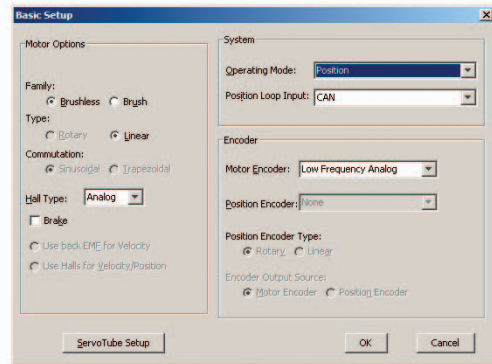 Basic Setup
Motor Options
Family:
Brushless Brush
Type:
Rotary Linear
Commutation:
Sinusoidal Trapezoidal
Hall Type: Analog
Brake
Use back EMF for Velocity
Use Halls for Velocity/Position
System
Operating Mode: Position
Position Loop Input: CAN
Encoder
Motor Encoder: Low Frequency Analog
Position Encoder: None
Position Encoder Type:
Rotary Linear
Encoder Output Source:
Motor Encoder Position Encoder
ServoTube Setup OK Cancel